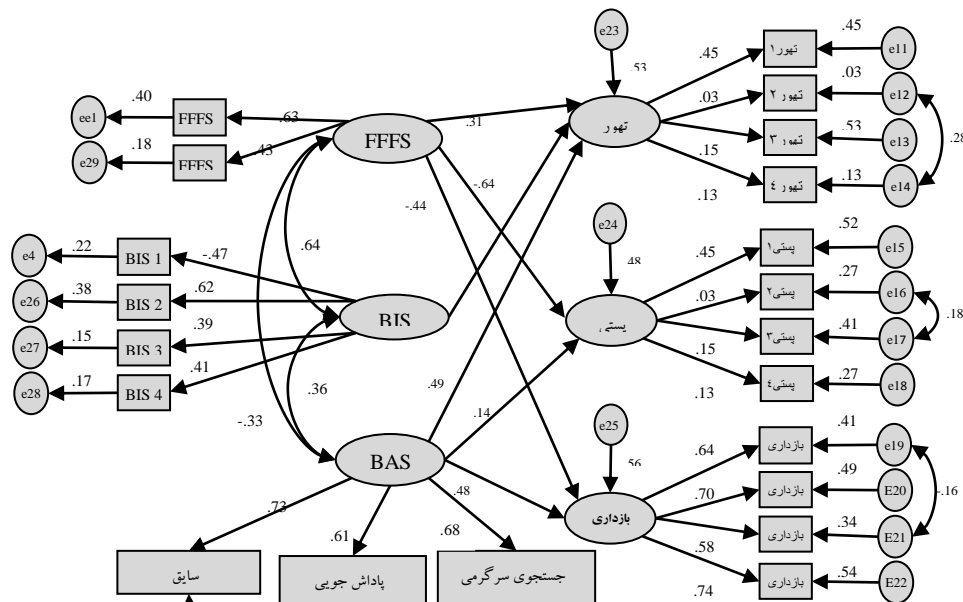 e23
.45
e11
تهور۱
.45
.53
.03
e12
تهور ۲
.03
.40
ee1
FFFS
.63
FFFS
.31
تهور
.53
e13
تهور ۳
.28
.18
e29
FFFS
.43
.15
.13
e14
تهور ٤
.13
-.64
-.44
e24
.52
e15
پستی۱
.45
.64
.48
.27
e16
پستی۲
.03
.22
e4
BIS 1
-.47
.18
.38
e26
BIS 2
.62
BIS
پستی
.41
e17
پستی۳
.15
e27
BIS 3
.39
.15
.27
e18
پستی٤
.13
.17
e28
BIS 4
.41
.36
.49
.14
-.33
e25
.41
e19
بازداری
.64
BAS
.56
.49
E20
بازداری
.70
-.16
.73
.48
بازداری
.34
E21
بازداری
.61
.68
.58
.54
E22
بازداری
.74
سایق
پاداش جویی
جستجوی سرگرمی